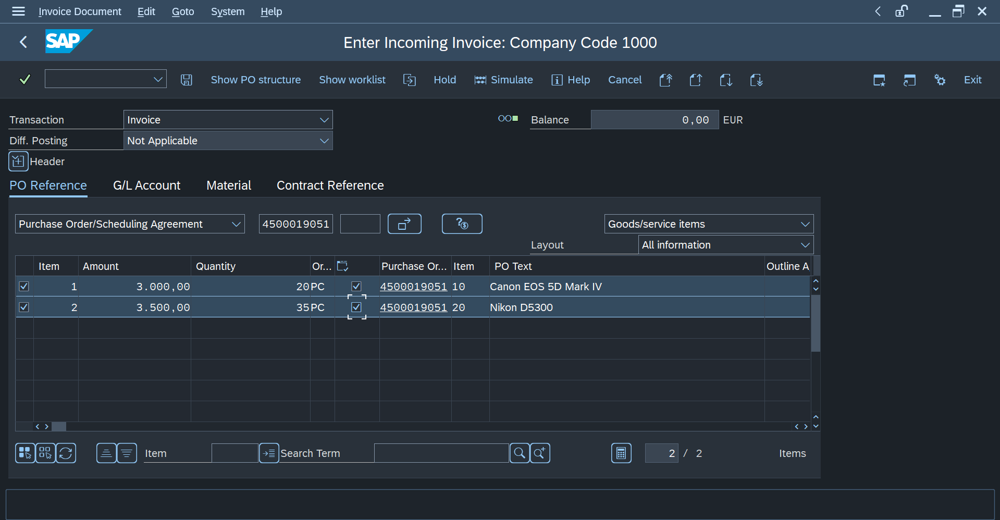 Invoice Document Edit Goto System Help
SAP Enter Incoming Invoice: Company Code 1000
Show PO structure Show worklist Hold Simulate Help Cancel Exit
Transaction Invoice Balance 0,00 EUR
Diff. Posting Not Applicable
Header
PO Reference G/L Account Material Contract Reference
Purchase Order/Scheduling Agreement 4500019051 Goods/service items
Layout All information
Item Amount Quantity Or... Purchase Or... Item PO Text Outline A
1 3.000,00 20 PC 4500019051 10 Canon EOS 5D Mark IV
2 3.500,00 35 PC 4500019051 20 Nikon D5300
Item Search Term 2 / 2 Items